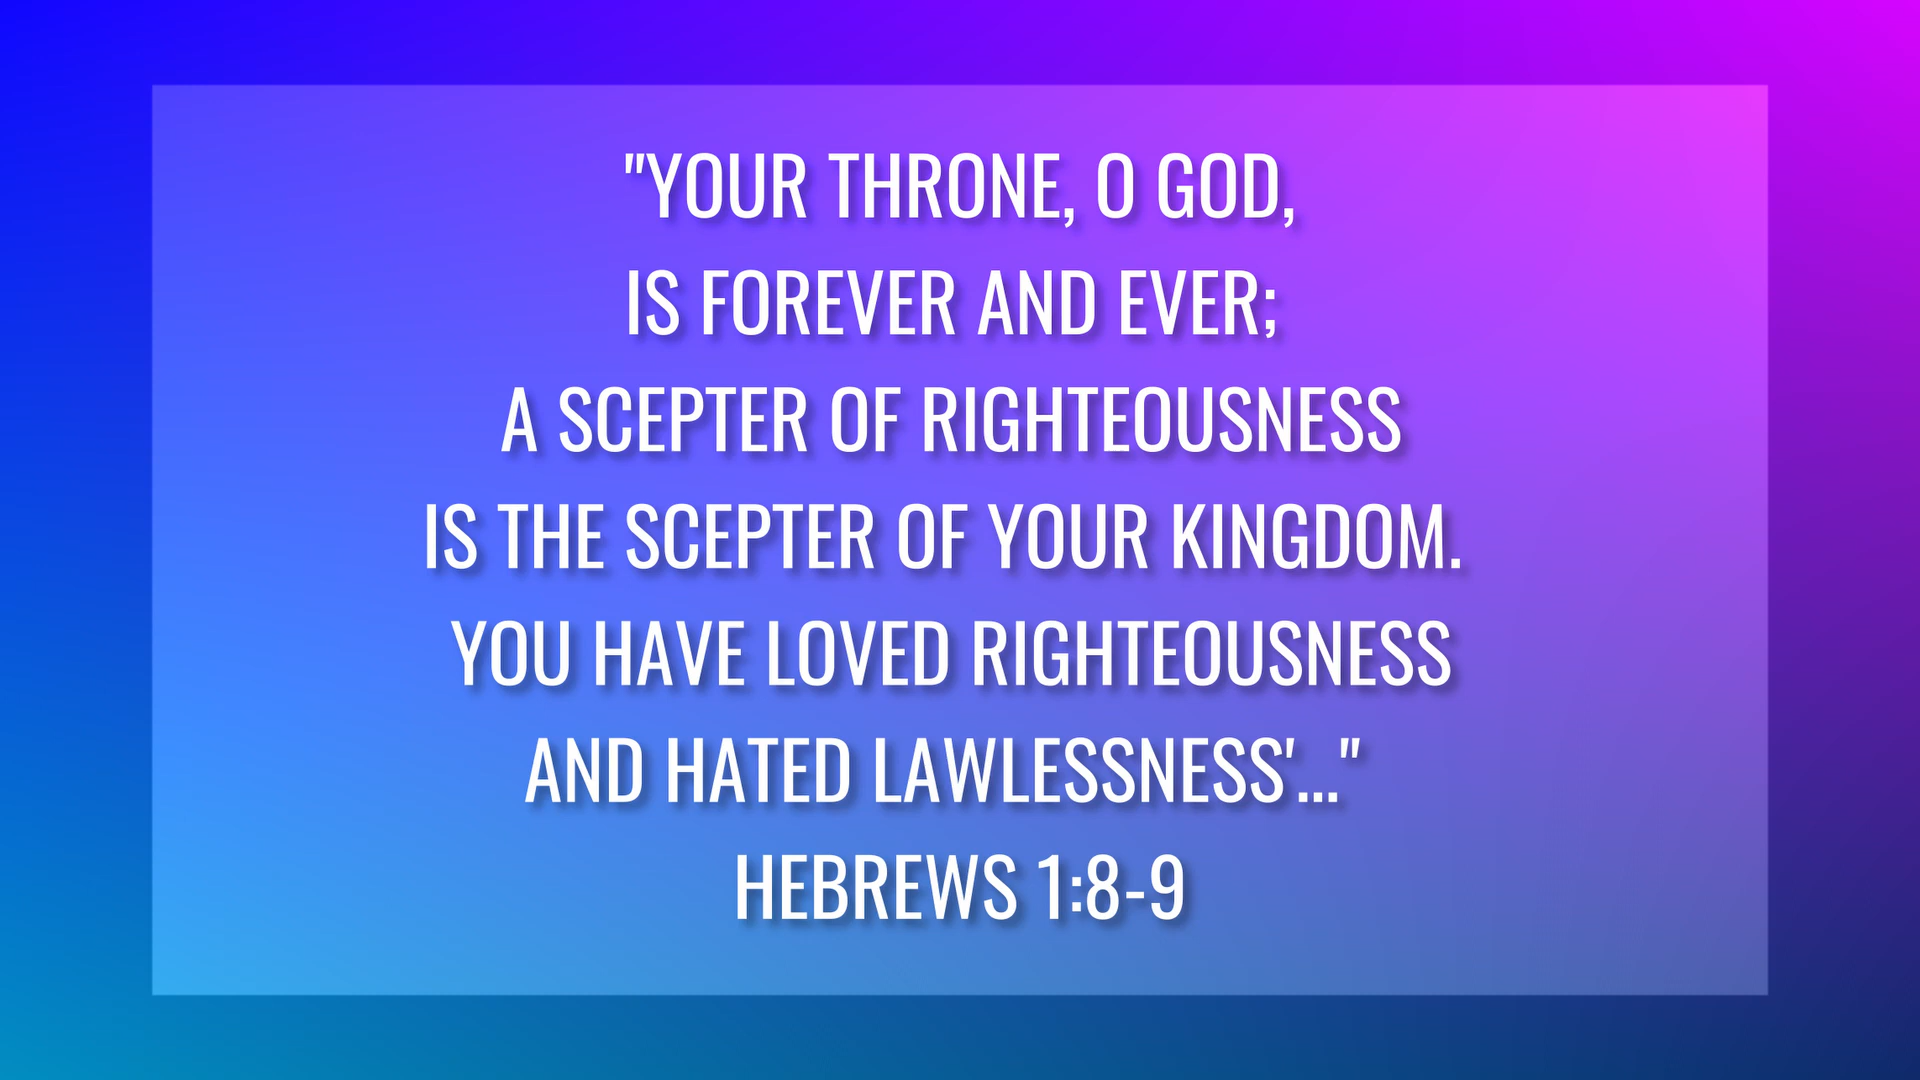 "YOUR THRONE, O GOD,
IS FOREVER AND EVER;
A SCEPTER OF RIGHTEOUSNESS
IS THE SCEPTER OF YOUR KINGDOM.
YOU HAVE LOVED RIGHTEOUSNESS
AND HATED LAWLESSNESS'..."
HEBREWS 1:8-9